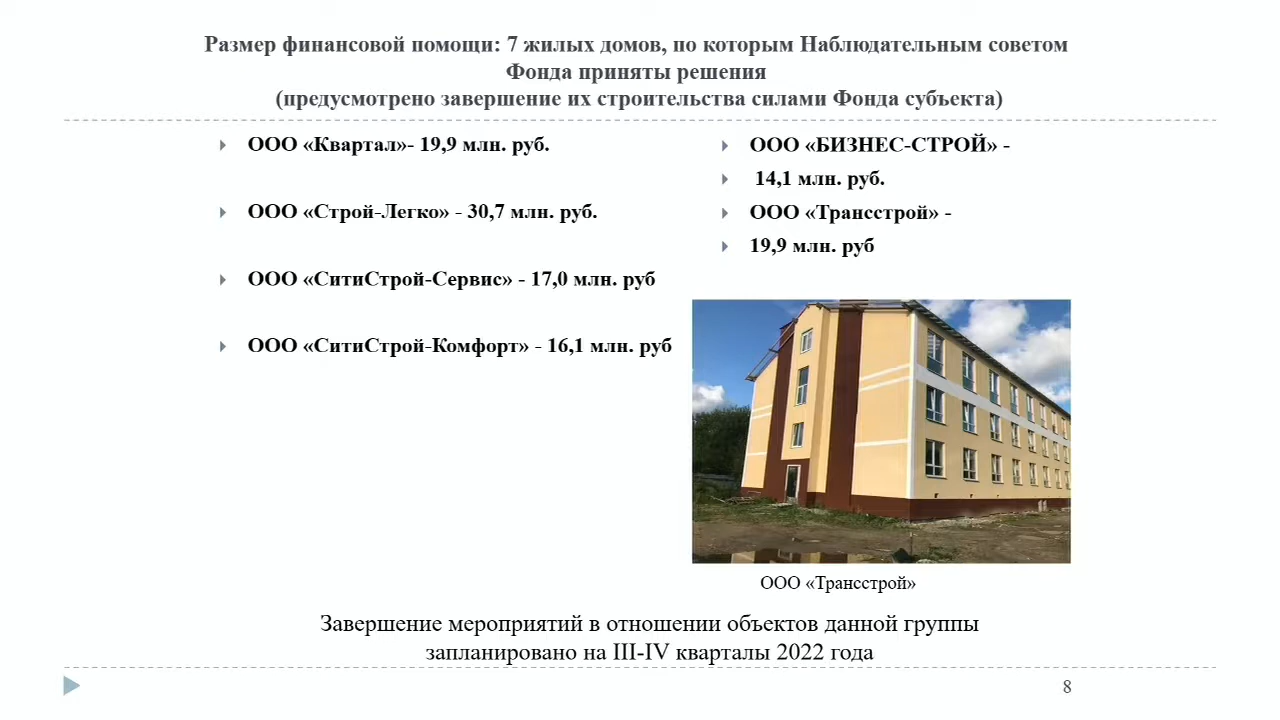 Размер финансовой помощи: 7 жилых домов, по которым Наблюдательным советом
Фонда приняты решения
(предусмотрено завершение их строительства силами Фонда субъекта)
ООО «Квартал»- 19,9 млн. руб.
ООО «Строй-Легко» - 30,7 млн. руб.
ООО «СитиСтрой-Сервис» - 17,0 млн. руб
ООО «СитиСтрой-Комфорт» - 16,1 млн. руб
ООО «БИЗНЕС-СТРОЙ» -
14,1 млн. руб.
ООО «Трансстрой» -
19,9 млн. руб
ООО «Трансстрой»
Завершение мероприятий в отношении объектов данной группы
запланировано на III-IV кварталы 2022 года
8